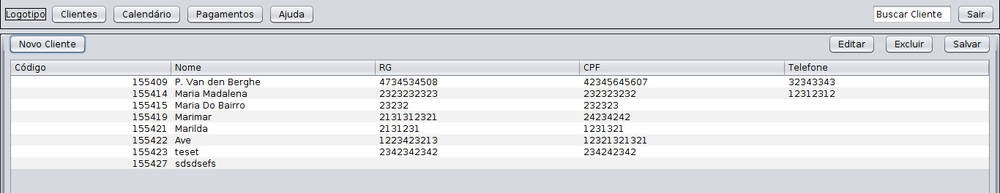 Logotipo Clientes Calendário Pagamentos Ajuda Buscar Cliente Sair
Novo Cliente Editar Excluir Salvar
Código Nome RG CPF Telefone
155409 P. Van den Berghe 4734534508 42345645607 32343343
155414 Maria Madalena 2323232323 232323232 12312312
155415 Maria Do Bairro 23232 232323
155419 Marimar 2131312321 24234242
155421 Marilda 2131231 1231321
155422 Ave 1223423213 12321321321
155423 teset 2342342342 234242342
155427 sdsdsefs